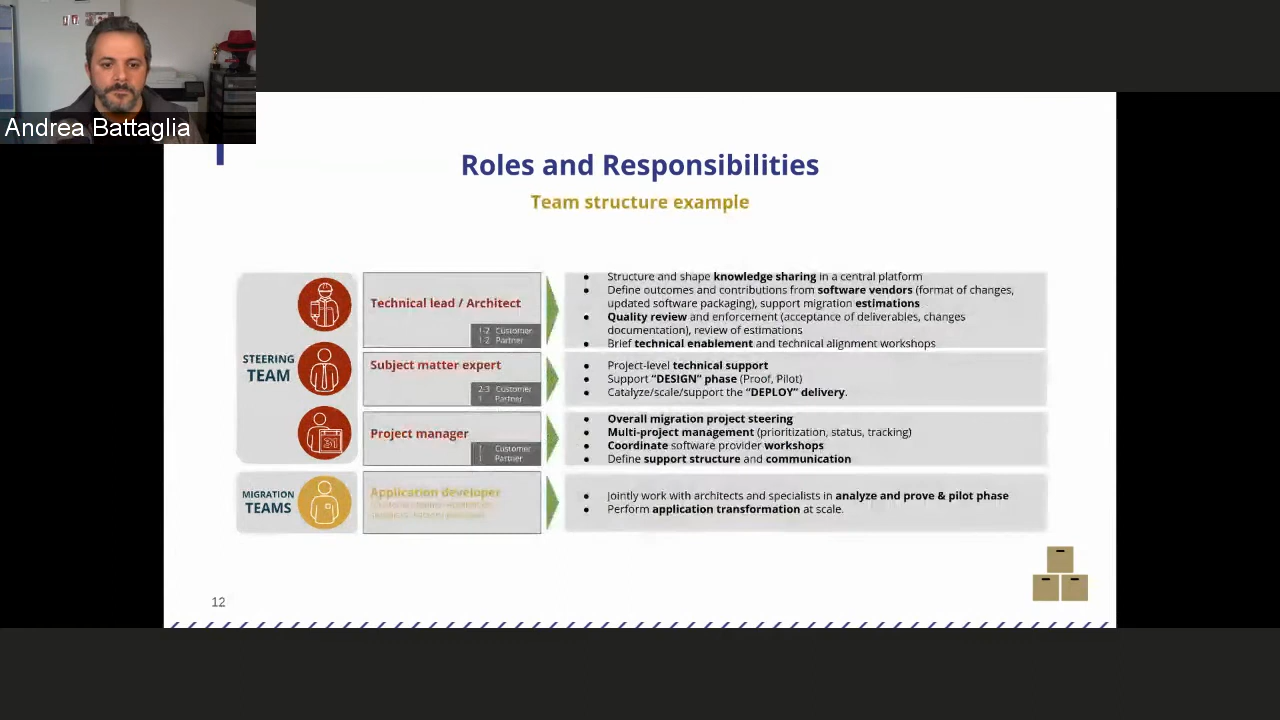 Andrea Battaglia
Roles and Responsibilities
Team structure example
STEERING
TEAM
Technical lead / Architect
1-2 Customer
1-2 Partner
● Structure and shape knowledge sharing in a central platform
● Define outcomes and contributions from software vendors (format of changes,
updated software packaging), support migration estimations
● Quality review and enforcement (acceptance of deliverables, changes
documentation), review of estimations
● Brief technical enablement and technical alignment workshops
Subject matter expert
2-3 Customer
1 Partner
● Project-level technical support
● Support “DESIGN” phase (Proof, Pilot)
● Catalyze/scale/support the “DEPLOY” delivery.
Project manager
1 Customer
1 Partner
● Overall migration project steering
● Multi-project management (prioritization, status, tracking)
● Coordinate software provider workshops
● Define support structure and communication
MIGRATION
TEAMS
Application developer
● Jointly work with architects and specialists in analyze and prove & pilot phase
● Perform application transformation at scale.
12